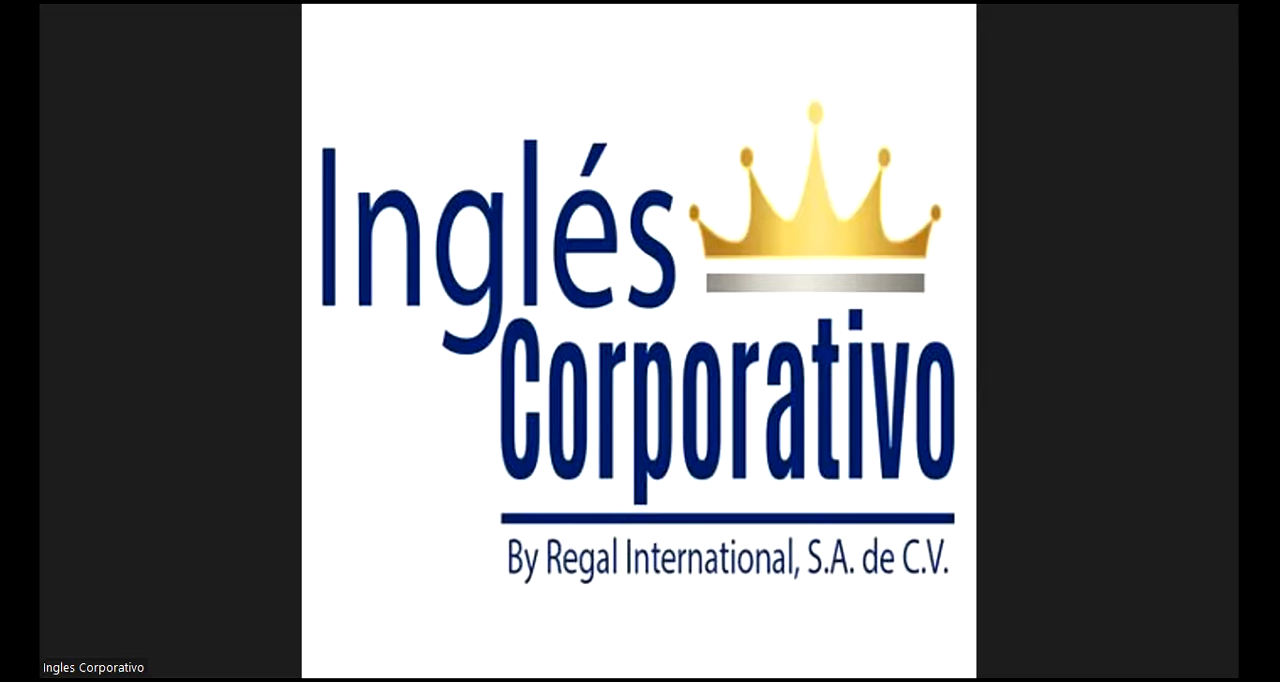 Inglés
Corporativo
By Regal International, S.A. de C.V.
Ingles Corporativo